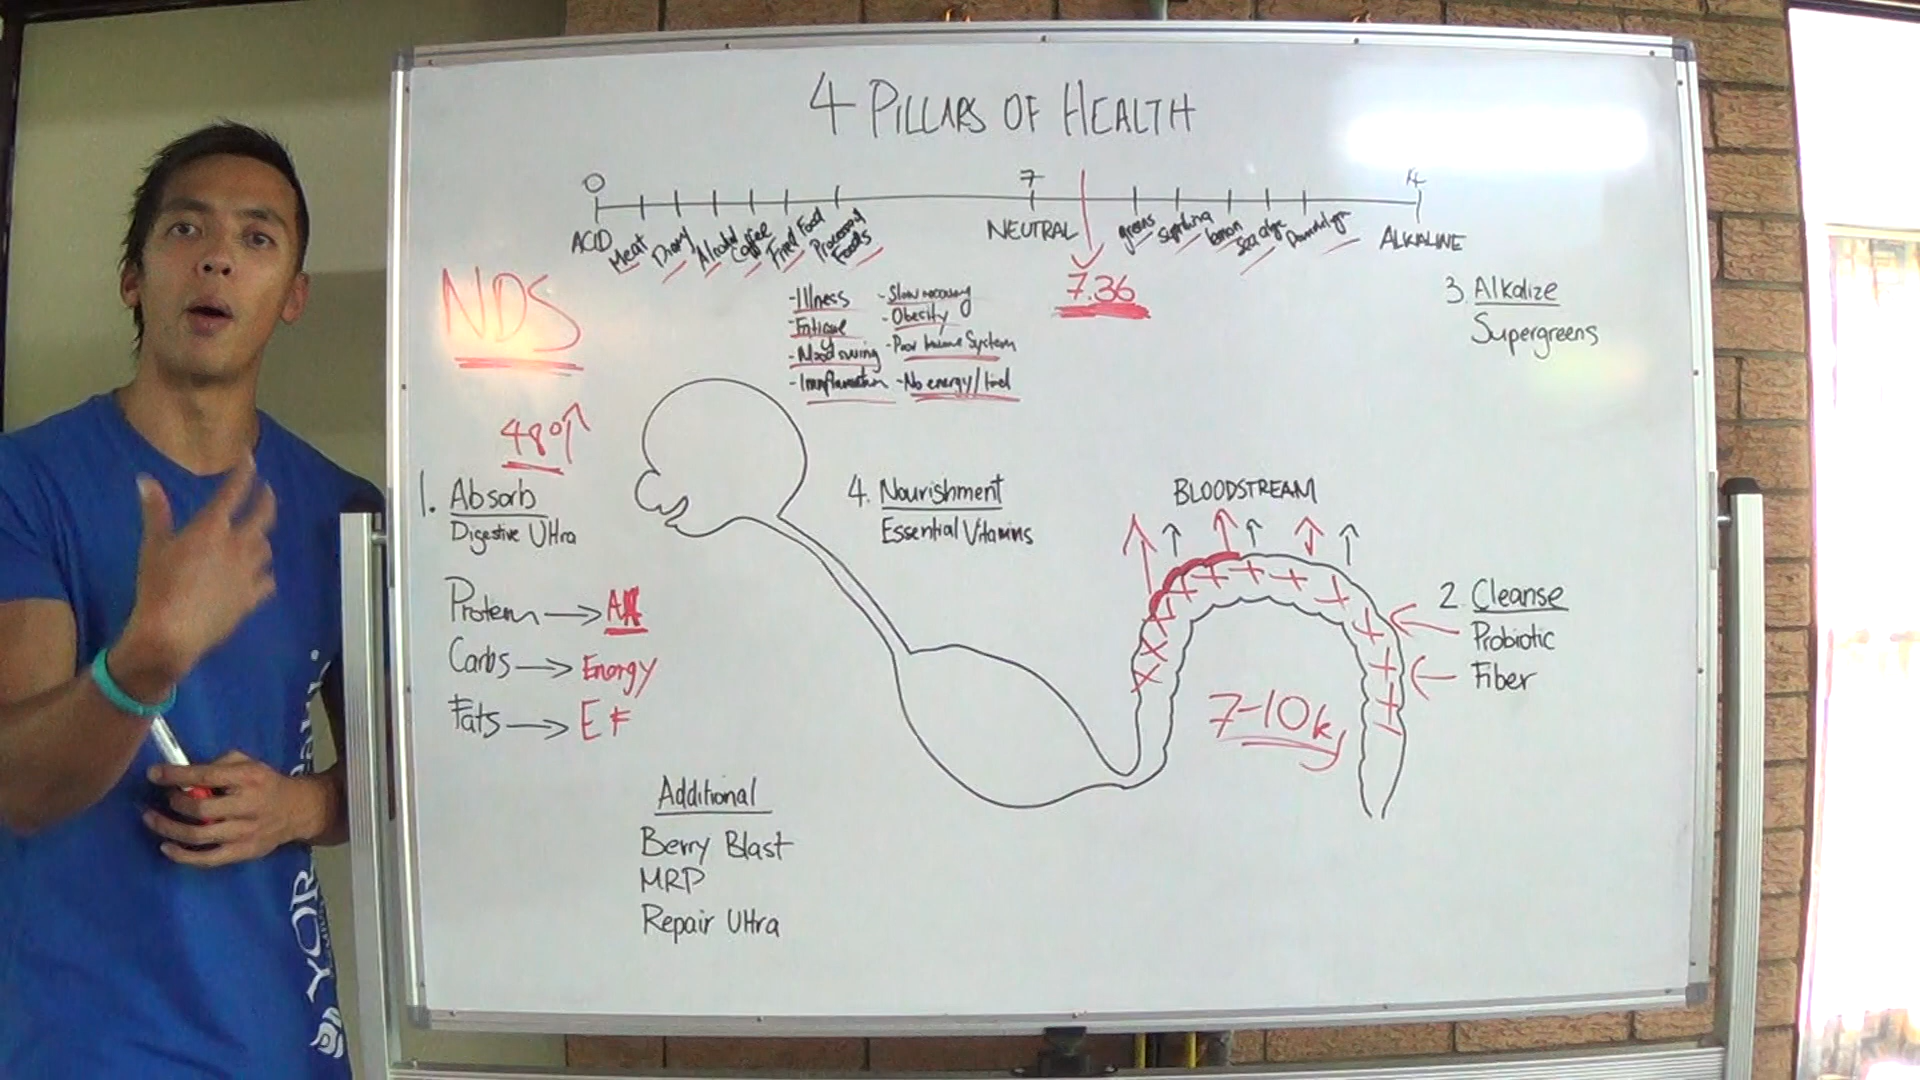 4 PILLARS OF HEALTH
0 7 14
ACID Meat Dairy Alcohol Coffee Fried Food Processed Foods NEUTRAL greens spirulina lemon Sea algae ALKALINE
NDS
7.36
-Illness -Slow recovery
-Fatigue -Obesity
-Mood swing -Poor Immune System
-Imnflamation -No energy/tired
3. Alkalize
Supergreens
48%
1. Absorb
Digestive Ultra
4. Nourishment
Essential Vitamins
BLOODSTREAM
Protein → AA
Carbs → Energy
Fats → EF
2. Cleanse
Probiotic
Fiber
7-10kg
Additional
Berry Blast
MRP
Repair Ultra
YOR